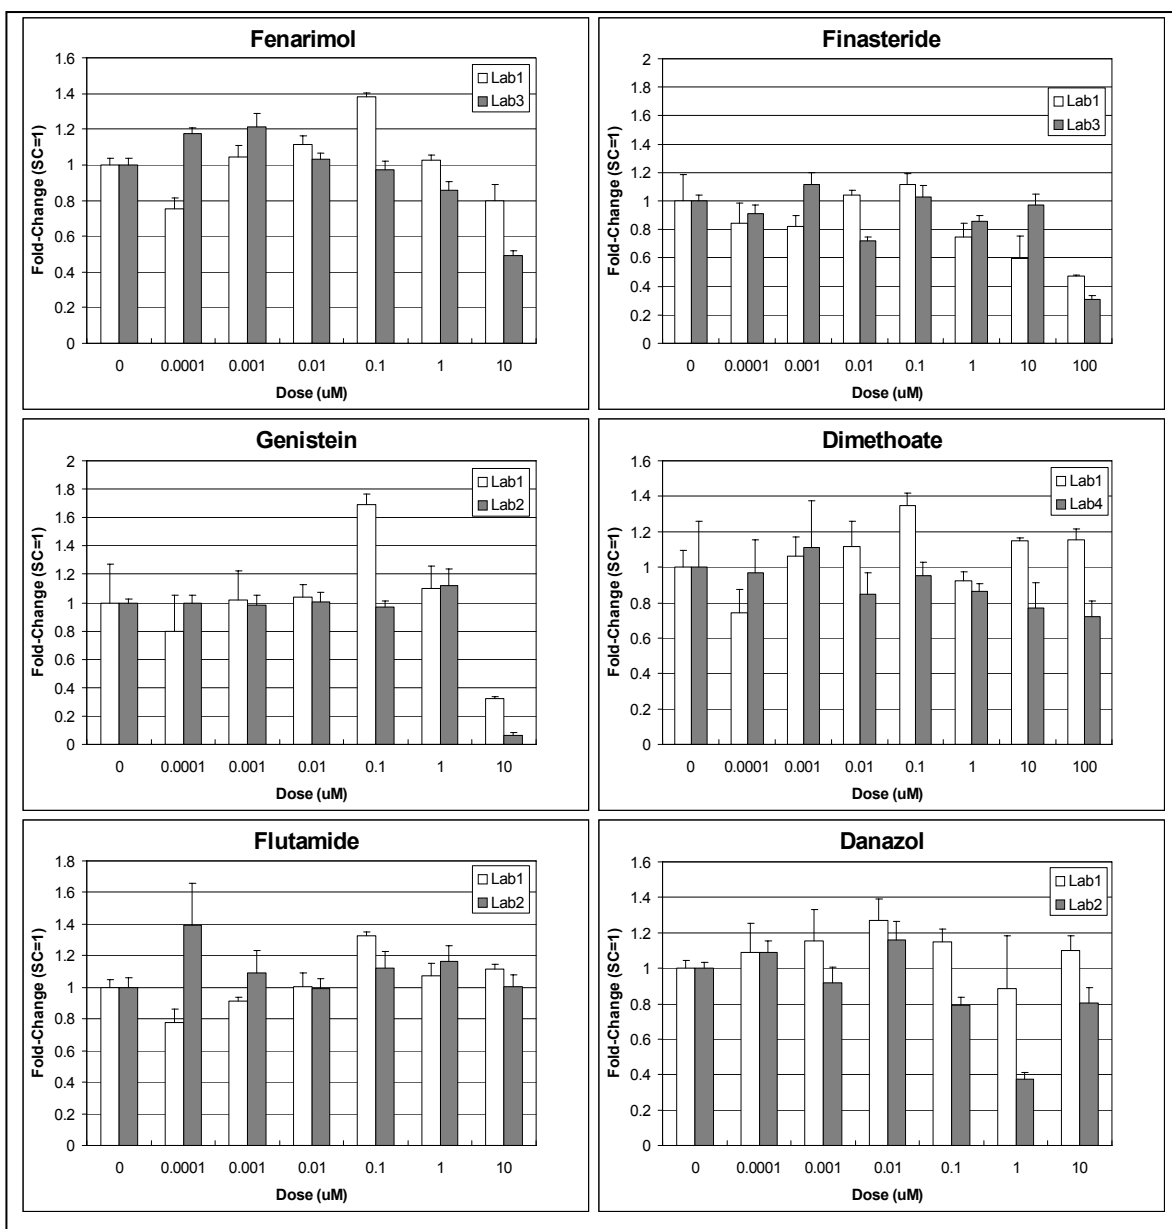 Fenarimol
Fold-Change (SC=1)
1.6
1.4
1.2
1
0.8
0.6
0.4
0.2
0
Lab1
Lab3
0 0.0001 0.001 0.01 0.1 1 10
Dose (uM)
Finasteride
Fold-Change (SC=1)
2
1.8
1.6
1.4
1.2
1
0.8
0.6
0.4
0.2
0
Lab1
Lab3
0 0.0001 0.001 0.01 0.1 1 10 100
Dose (uM)
Genistein
Fold-Change (SC=1)
2
1.8
1.6
1.4
1.2
1
0.8
0.6
0.4
0.2
0
Lab1
Lab2
0 0.0001 0.001 0.01 0.1 1 10
Dose (uM)
Dimethoate
Fold-Change (SC=1)
1.6
1.4
1.2
1
0.8
0.6
0.4
0.2
0
Lab1
Lab4
0 0.0001 0.001 0.01 0.1 1 10 100
Dose (uM)
Flutamide
Fold-Change (SC=1)
1.8
1.6
1.4
1.2
1
0.8
0.6
0.4
0.2
0
Lab1
Lab2
0 0.0001 0.001 0.01 0.1 1 10
Dose (uM)
Danazol
Fold-Change (SC=1)
1.6
1.4
1.2
1
0.8
0.6
0.4
0.2
0
Lab1
Lab2
0 0.0001 0.001 0.01 0.1 1 10
Dose (uM)